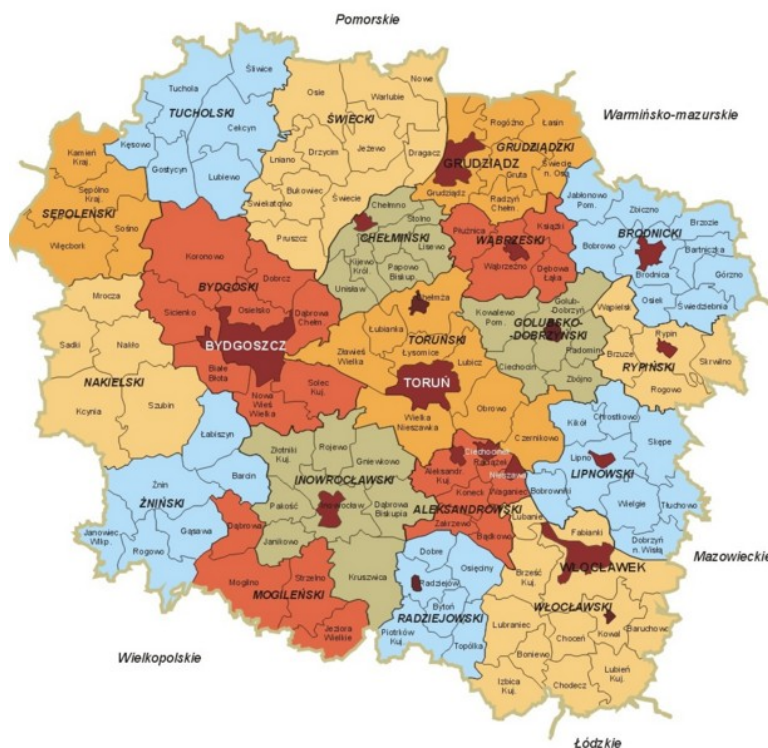 Pomorskie
Warmińsko-mazurskie
Mazowieckie
Łódzkie
Wielkopolskie
TUCHOLSKI
Śliwice
Tuchola
Cekcyn
Kęsowo
Gostycyn
Lubiewo
ŚWIECKI
Osie
Nowe
Warlubie
Lniano
Drzycim
Jeżewo
Dragacz
Bukowiec
Świekatowo
Świecie
Pruszcz
GRUDZIĄDZ
GRUDZIĄDZKI
Rogóźno
Łasin
Gruta
Świecie
n. Osą
Grudziądz
Radzyń
Chełm
SĘPOLEŃSKI
Kamień
Kraj.
Sępólno
Kraj.
Sośno
Więcbork
CHEŁMIŃSKI
Chełmno
Stolno
Lisewo
Kijewo
Król
Papowo
Biskup.
Unisław
WĄBRZESKI
Płużnica
Książki
Wąbrzeźno
Dębowa
Łąka
BRODNICKI
Jabłonowo
Pom.
Zbiczno
Brzozie
Bobrowo
Bartniczka
Brodnica
Górzno
Osiek
Świedziebnia
BYDGOSKI
Koronowo
Dobrcz
Sicienko
Osielsko
Dąbrowa
Chełm
BYDGOSZCZ
Białe
Błota
Nowa
Wieś
Wielka
Solec
Kuj.
NAKIELSKI
Mrocza
Sadki
Nakło
Kcynia
Szubin
TORUŃSKI
Chełmża
Łubianka
Łysomice
Zławieś
Wielka
Lubicz
TORUŃ
Wielka
Nieszawka
Obrowo
Czernikowo
GOLUBSKO-
DOBRZYŃSKI
Golub-
Dobrzyń
Kowalewo
Pom.
Radomin
Ciechocin
Zbójno
RYPIŃSKI
Wąpielsk
Rypin
Brzuze
Skrwilno
Rogowo
ŻNIŃSKI
Łabiszyn
Żnin
Barcin
Janowiec
Wlkp.
Rogowo
Gąsawa
INOWROCŁAWSKI
Złotniki
Kuj.
Rojewo
Gniewkowo
Pakość
Inowrocław
Dąbrowa
Biskupia
Janikowo
Kruszwica
ALEKSANDROWSKI
Ciechocinek
Aleksandr.
Kuj.
Raciążek
Nieszawa
Koneck
Waganiec
Zakrzewo
Bądkowo
LIPNOWSKI
Kikół
Chrostkowo
Skępe
Lipno
Bobrowniki
Wielgie
Tłuchowo
Dobrzyń
n. Wisłą
MOGILEŃSKI
Dąbrowa
Mogilno
Strzelno
Jeziora
Wielkie
RADZIEJOWSKI
Dobre
Osięciny
Radziejów
Bytoń
Piotrków
Kuj.
Topólka
WŁOCŁAWEK
WŁOCŁAWSKI
Lubanie
Fabianki
Brześć
Kuj.
Lubraniec
Choceń
Kowal
Baruchowo
Boniewo
Izbica
Kuj.
Chodecz
Lubień
Kuj.